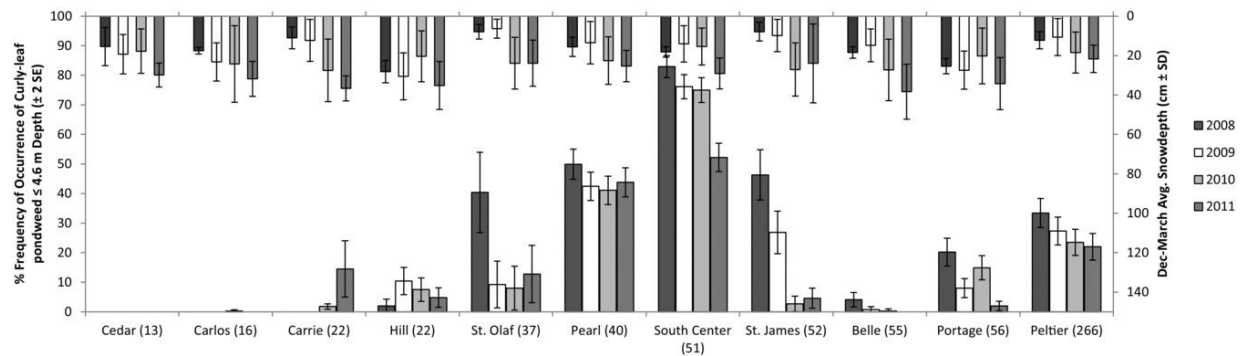 % Frequency of Occurrence of Curly-leaf
pondweed ≤ 4.6 m Depth (± 2 SE)
100
90
80
70
60
50
40
30
20
10
0
Cedar (13)
Carlos (16)
Carrie (22)
Hill (22)
St. Olaf (37)
Pearl (40)
South Center
(51)
St. James (52)
Belle (55)
Portage (56)
Peltier (266)
0
20
40
60
80
100
120
140
Dec-March Avg. Snowdepth (cm ± SD)
2008
2009
2010
2011